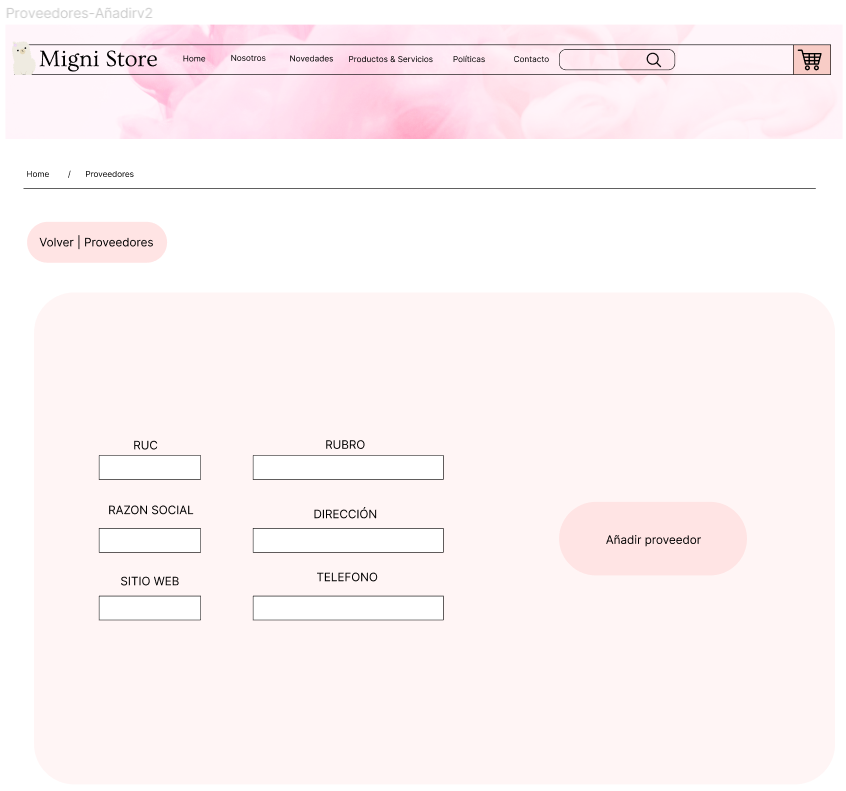 Proveedores-Añadirv2
Migni Store Home Nosotros Novedades Productos & Servicios Políticas Contacto
Home / Proveedores
Volver | Proveedores
RUC RUBRO
RAZON SOCIAL DIRECCIÓN
Añadir proveedor
SITIO WEB TELEFONO